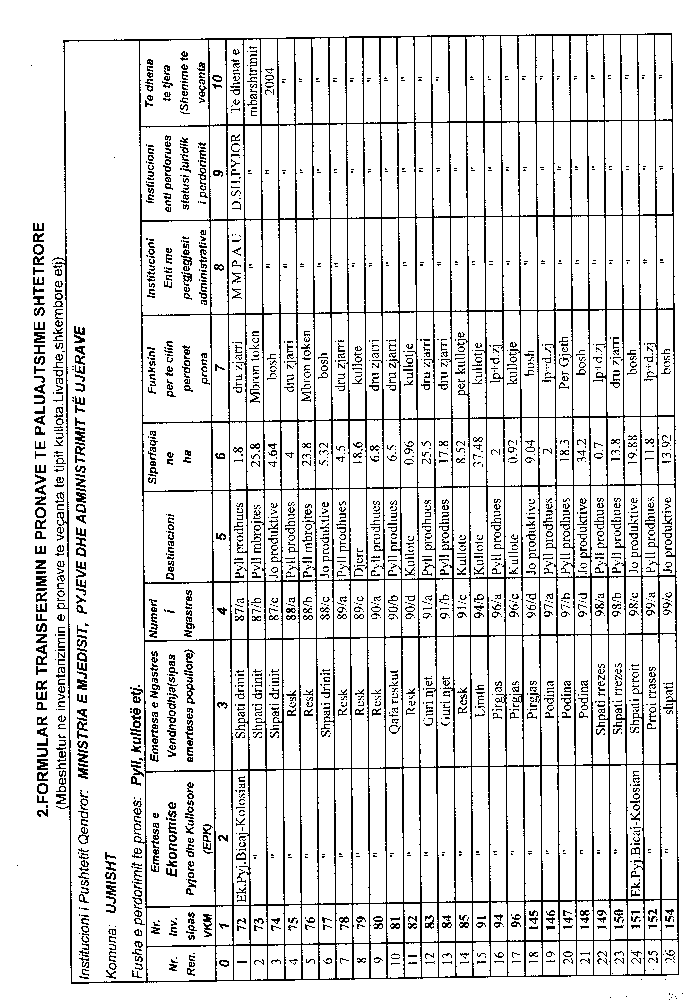 2.FORMULAR PER TRANSFERIMIN E PRONAVE TE PALUAJTSHME SHTETRORE
(Mbeshtetur ne inventarizimin e pronave te veçanta te tipit kullota.Livadhe,shkembore etj)
Institucioni i Pushtetit Qendror: MINISTRIA E MJEDISIT, PYJEVE DHE ADMINISTRIMIT TË UJËRAVE
Komuna: UJMISHT
Fusha e perdorimit te prones: Pyll, kullotë etj.
Nr. Ren. Nr. Inv. sipas VKM Emertesa e Ekonomise Pyjore dhe Kullosore (EPK) Emertesa e Ngastres Vendndodhja(sipas emerteses popullore) Numeri i Ngastres Destinacioni Siperfaqia ne ha Funksini per te cilin perdoret prona Institucioni Enti me pergjegjesit administrative Institucioni enti perdorues statusi juridik i perdorimit Te dhena te tjera (Shenime te veçanta
0 1 2 3 4 5 6 7 8 9 10
1 72 Ek.Pyj.Bicaj-Kolosian Shpati drinit 87/a Pyll prodhues 1.8 dru zjarri M M P A U D.SH.PYJOR Te dhenat e
2 73 " Shpati drinit 87/b Pyll mbrojtes 25.8 Mbron token " " mbarshtrimit
3 74 " Shpati drinit 87/c Jo produktive 4.64 bosh " " 2004
4 75 " Resk 88/a Pyll prodhues 4 dru zjarri " " "
5 76 " Resk 88/b Pyll mbrojtes 23.8 Mbron token " " "
6 77 " Shpati drinit 88/c Jo produktive 5.32 bosh " " "
7 78 " Resk 89/a Pyll prodhues 4.5 dru zjarri " " "
8 79 " Resk 89/c Djerr 18.6 kullote " " "
9 80 " Resk 90/a Pyll prodhues 6.8 dru zjarri " " "
10 81 " Qafa reskut 90/b Pyll prodhues 6.5 dru zjarri " " "
11 82 " Resk 90/d Kullote 0.96 kullotje " " "
12 83 " Guri njet 91/a Pyll prodhues 25.5 dru zjarri " " "
13 84 " Guri njet 91/b Pyll prodhues 17.8 dru zjarri " " "
14 85 " Resk 91/c Kullote 8.52 per kullotje " "
15 91 " Limth 94/b Kullote 37.48 kullotje " " "
16 94 " Pirgjas 96/a Pyll prodhues 2 lp+d.zj " " "
17 96 " Pirgjas 96/c Kullote 0.92 kullotje " " "
18 145 " Pirgjas 96/d Jo produktive 9.04 bosh " " "
19 146 " Podina 97/a Pyll prodhues 2 lp+d.zj " " "
20 147 " Podina 97/b Pyll prodhues 18.3 Per Gjeth " " "
21 148 " Podina 97/d Jo produktive 34.2 bosh " " "
22 149 " Shpati rrezes 98/a Pyll prodhues 0.7 lp+d.zj " " "
23 150 " Shpati rrezes 98/b Pyll prodhues 13.8 dru zjarri " " "
24 151 Ek.Pyj.Bicaj-Kolosian Shpati prroit 98/c Jo produktive 19.88 bosh " " "
25 152 " Prroi rrases 99/a Pyll prodhues 11.8 lp+d.zj " " "
26 154 " shpati 99/c Jo produktive 13.92 bosh " " "